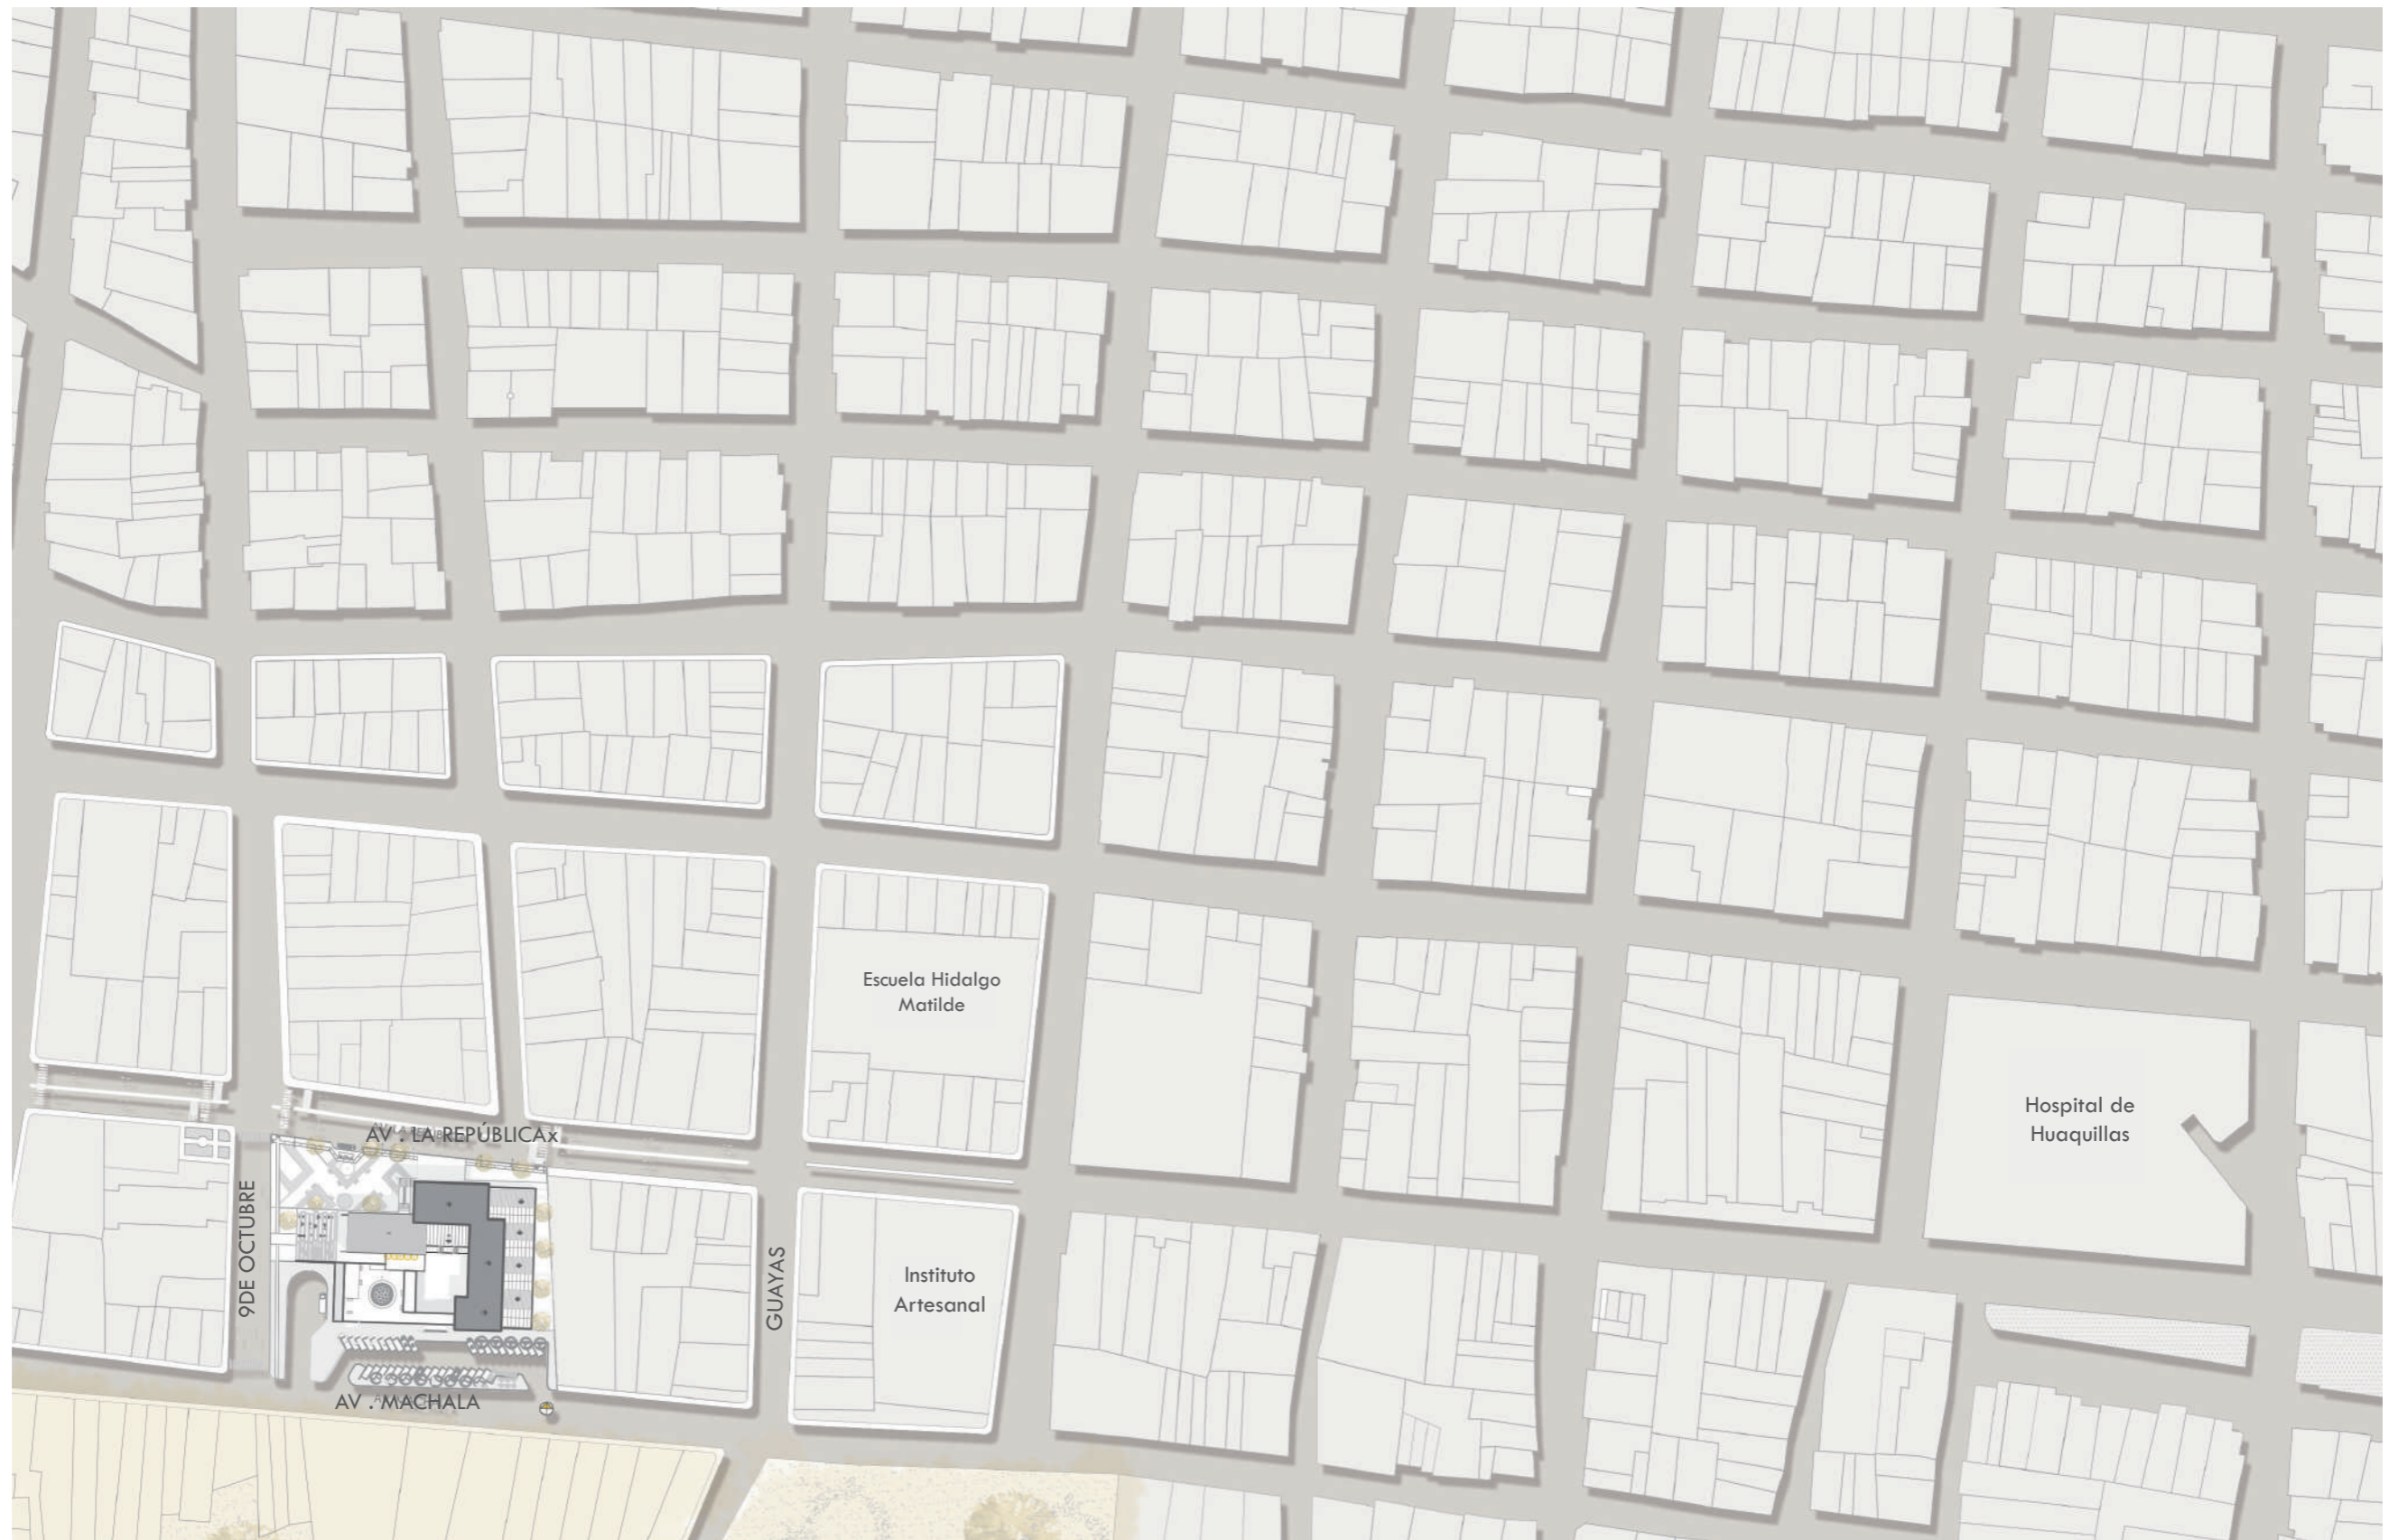 Escuela Hidalgo
Matilde
Hospital de
Huaquillas
AV . LA REPÚBLICAx
9DE OCTUBRE
GUAYAS
Instituto
Artesanal
AV . MACHALA